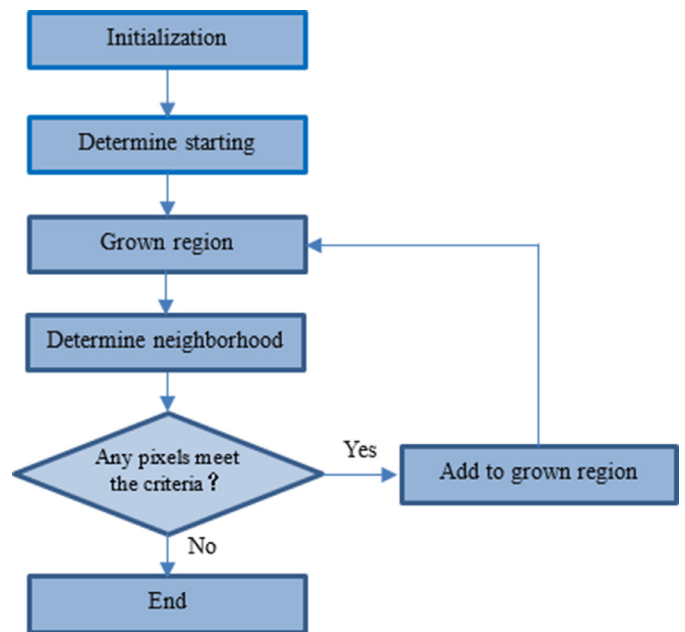 Initialization
Determine starting
Grown region
Determine neighborhood
Any pixels meet
the criteria？
Yes
Add to grown region
No
End